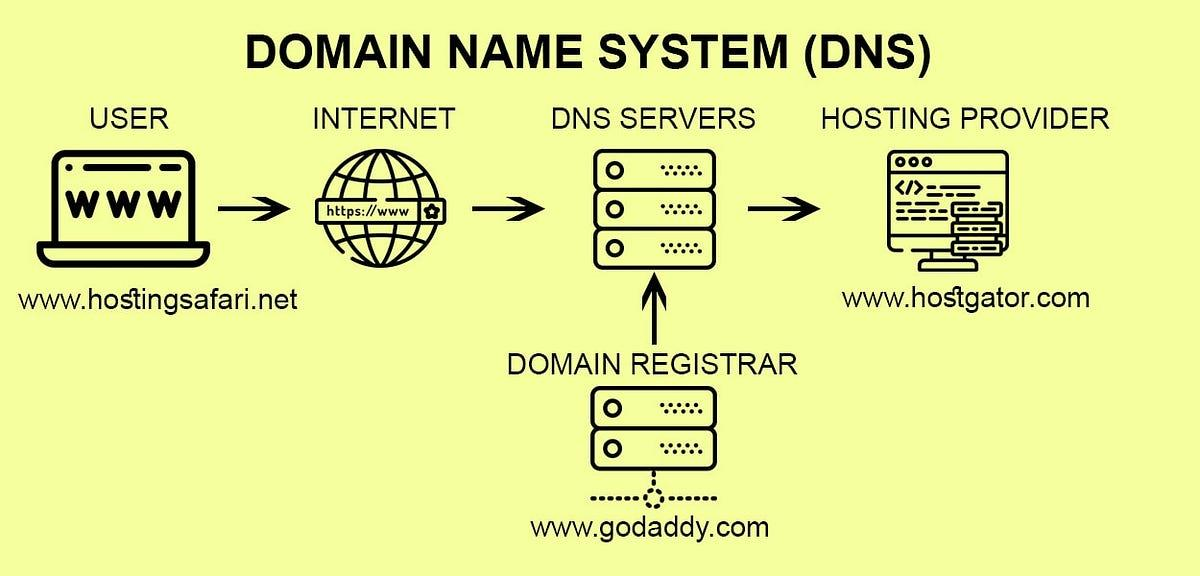 DOMAIN NAME SYSTEM (DNS)
USER
INTERNET
DNS SERVERS
HOSTING PROVIDER
WWW
https://www
</>
www.hostingsafari.net
www.hostgator.com
DOMAIN REGISTRAR
www.godaddy.com